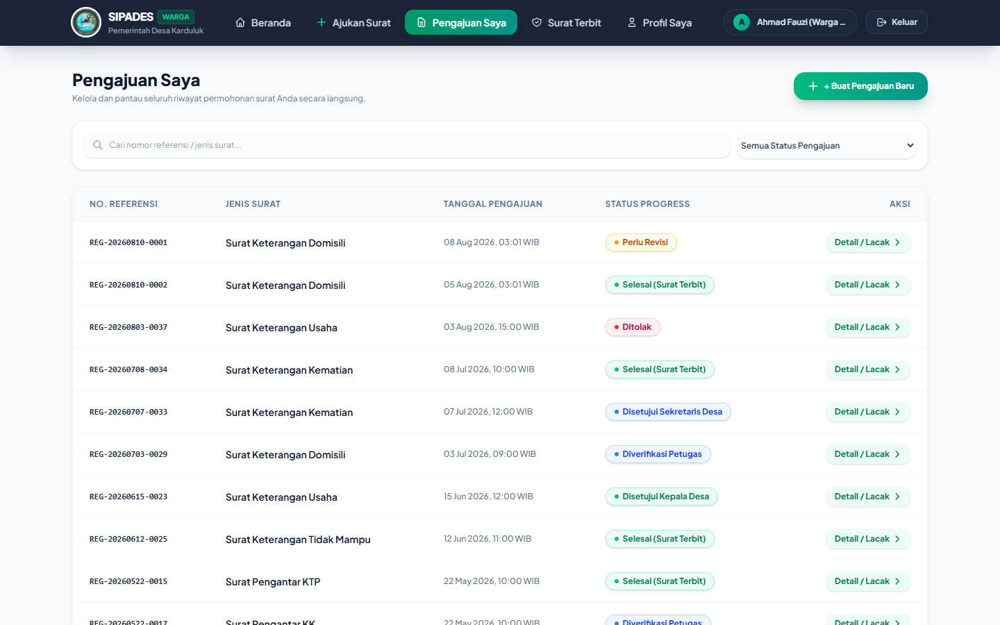 SIPADES WARGA
Pemerintah Desa Karduluk
Beranda
Ajukan Surat
Pengajuan Saya
Surat Terbit
Profil Saya
A Ahmad Fauzi (Warga ...
Keluar
Pengajuan Saya
Kelola dan pantau seluruh riwayat permohonan surat Anda secara langsung.
+ Buat Pengajuan Baru
Cari nomor referensi / jenis surat...
Semua Status Pengajuan
NO. REFERENSI JENIS SURAT TANGGAL PENGAJUAN STATUS PROGRESS AKSI
REG-20260810-0001 Surat Keterangan Domisili 08 Aug 2026, 03:01 WIB Perlu Revisi Detail / Lacak
REG-20260810-0002 Surat Keterangan Domisili 05 Aug 2026, 03:01 WIB Selesai (Surat Terbit) Detail / Lacak
REG-20260803-0037 Surat Keterangan Usaha 03 Aug 2026, 15:00 WIB Ditolak Detail / Lacak
REG-20260708-0034 Surat Keterangan Kematian 08 Jul 2026, 10:00 WIB Selesai (Surat Terbit) Detail / Lacak
REG-20260707-0033 Surat Keterangan Kematian 07 Jul 2026, 12:00 WIB Disetujui Sekretaris Desa Detail / Lacak
REG-20260703-0029 Surat Keterangan Domisili 03 Jul 2026, 09:00 WIB Diverifikasi Petugas Detail / Lacak
REG-20260615-0023 Surat Keterangan Usaha 15 Jun 2026, 12:00 WIB Disetujui Kepala Desa Detail / Lacak
REG-20260612-0025 Surat Keterangan Tidak Mampu 12 Jun 2026, 11:00 WIB Selesai (Surat Terbit) Detail / Lacak
REG-20260522-0015 Surat Pengantar KTP 22 May 2026, 10:00 WIB Selesai (Surat Terbit) Detail / Lacak
REG-20260522-0017 Surat Pengantar KK 22 May 2026, 10:00 WIB Diverifikasi Petugas Detail / Lacak